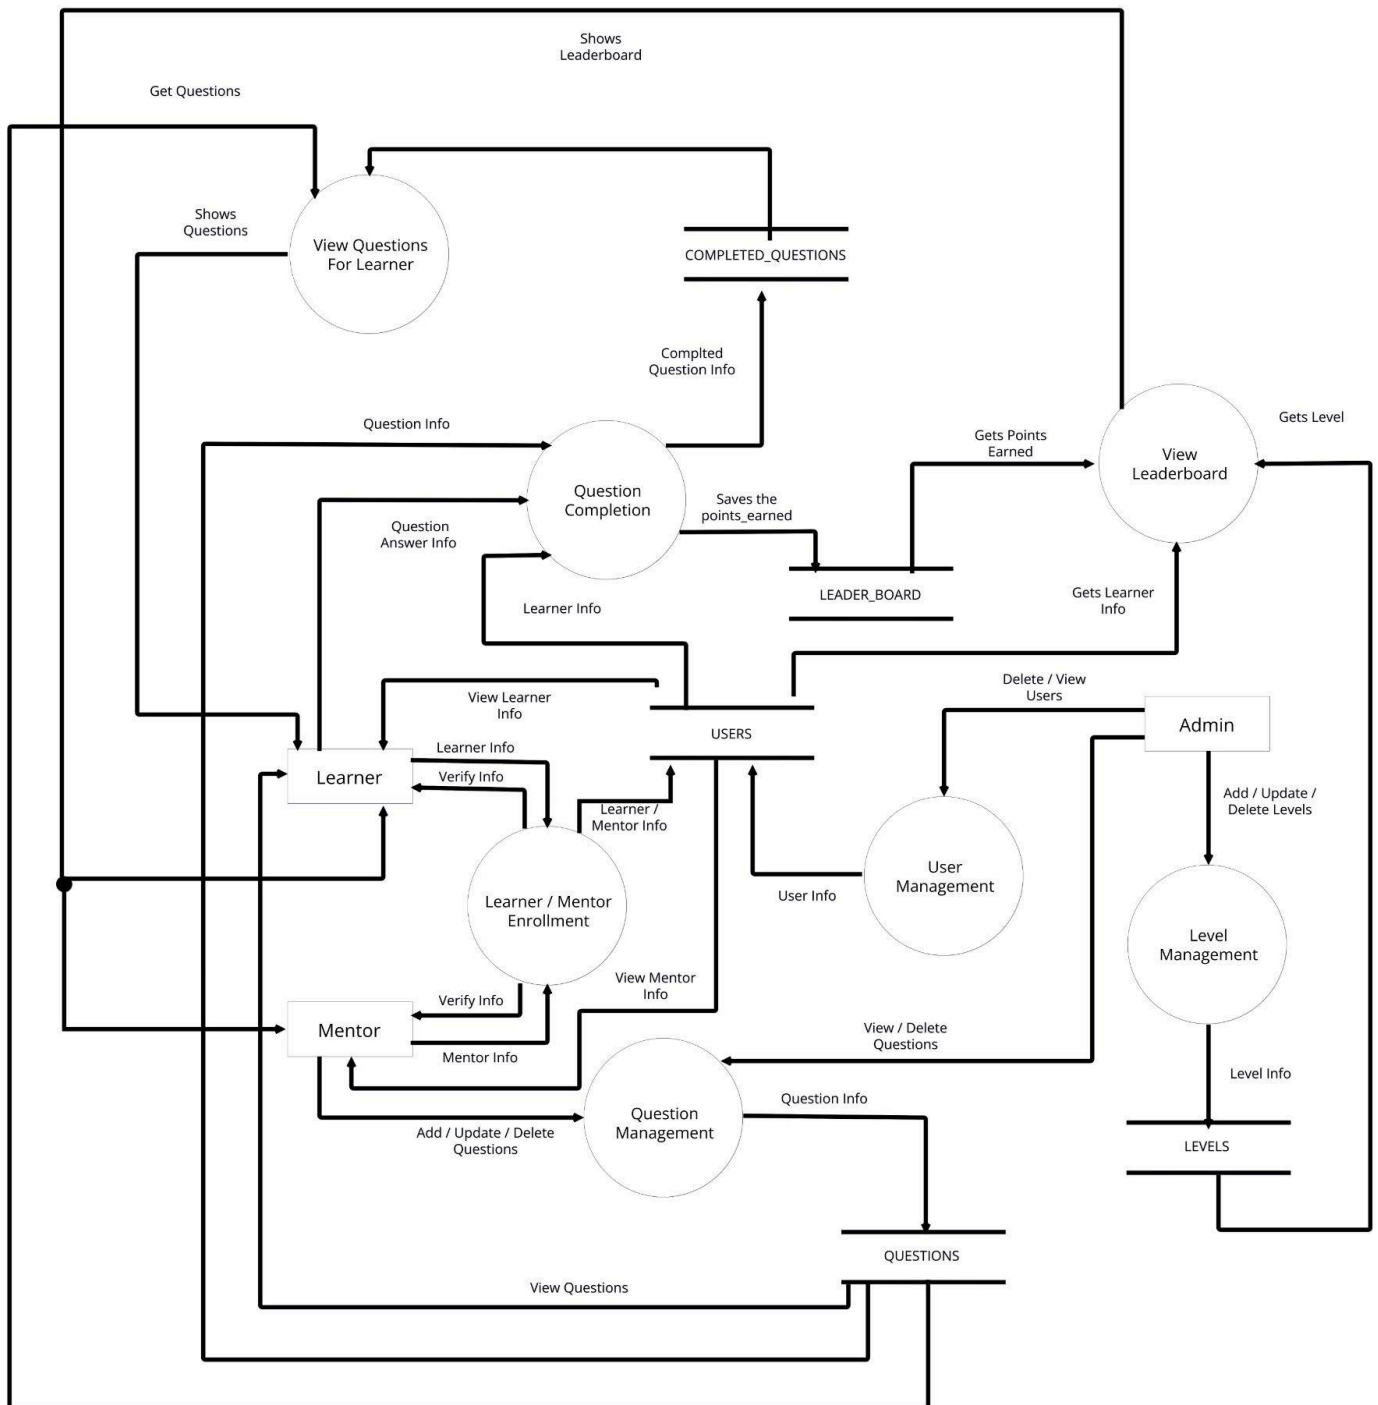 Shows
Leaderboard
Get Questions
Shows
Questions
View Questions
For Learner
COMPLETED_QUESTIONS
Complted
Question Info
Question Info
Gets Points
Earned
Gets Level
View
Leaderboard
Question
Completion
Saves the
points_earned
Question
Answer Info
LEADER_BOARD
Gets Learner
Info
Learner Info
Delete / View
Users
View Learner
Info
USERS
Admin
Learner Info
Learner
Verify Info
Learner /
Mentor Info
Add / Update /
Delete Levels
User
Management
User Info
Learner / Mentor
Enrollment
Level
Management
View Mentor
Info
Verify Info
Mentor
Mentor Info
View / Delete
Questions
Level Info
Question Info
Question
Management
Add / Update / Delete
Questions
LEVELS
QUESTIONS
View Questions